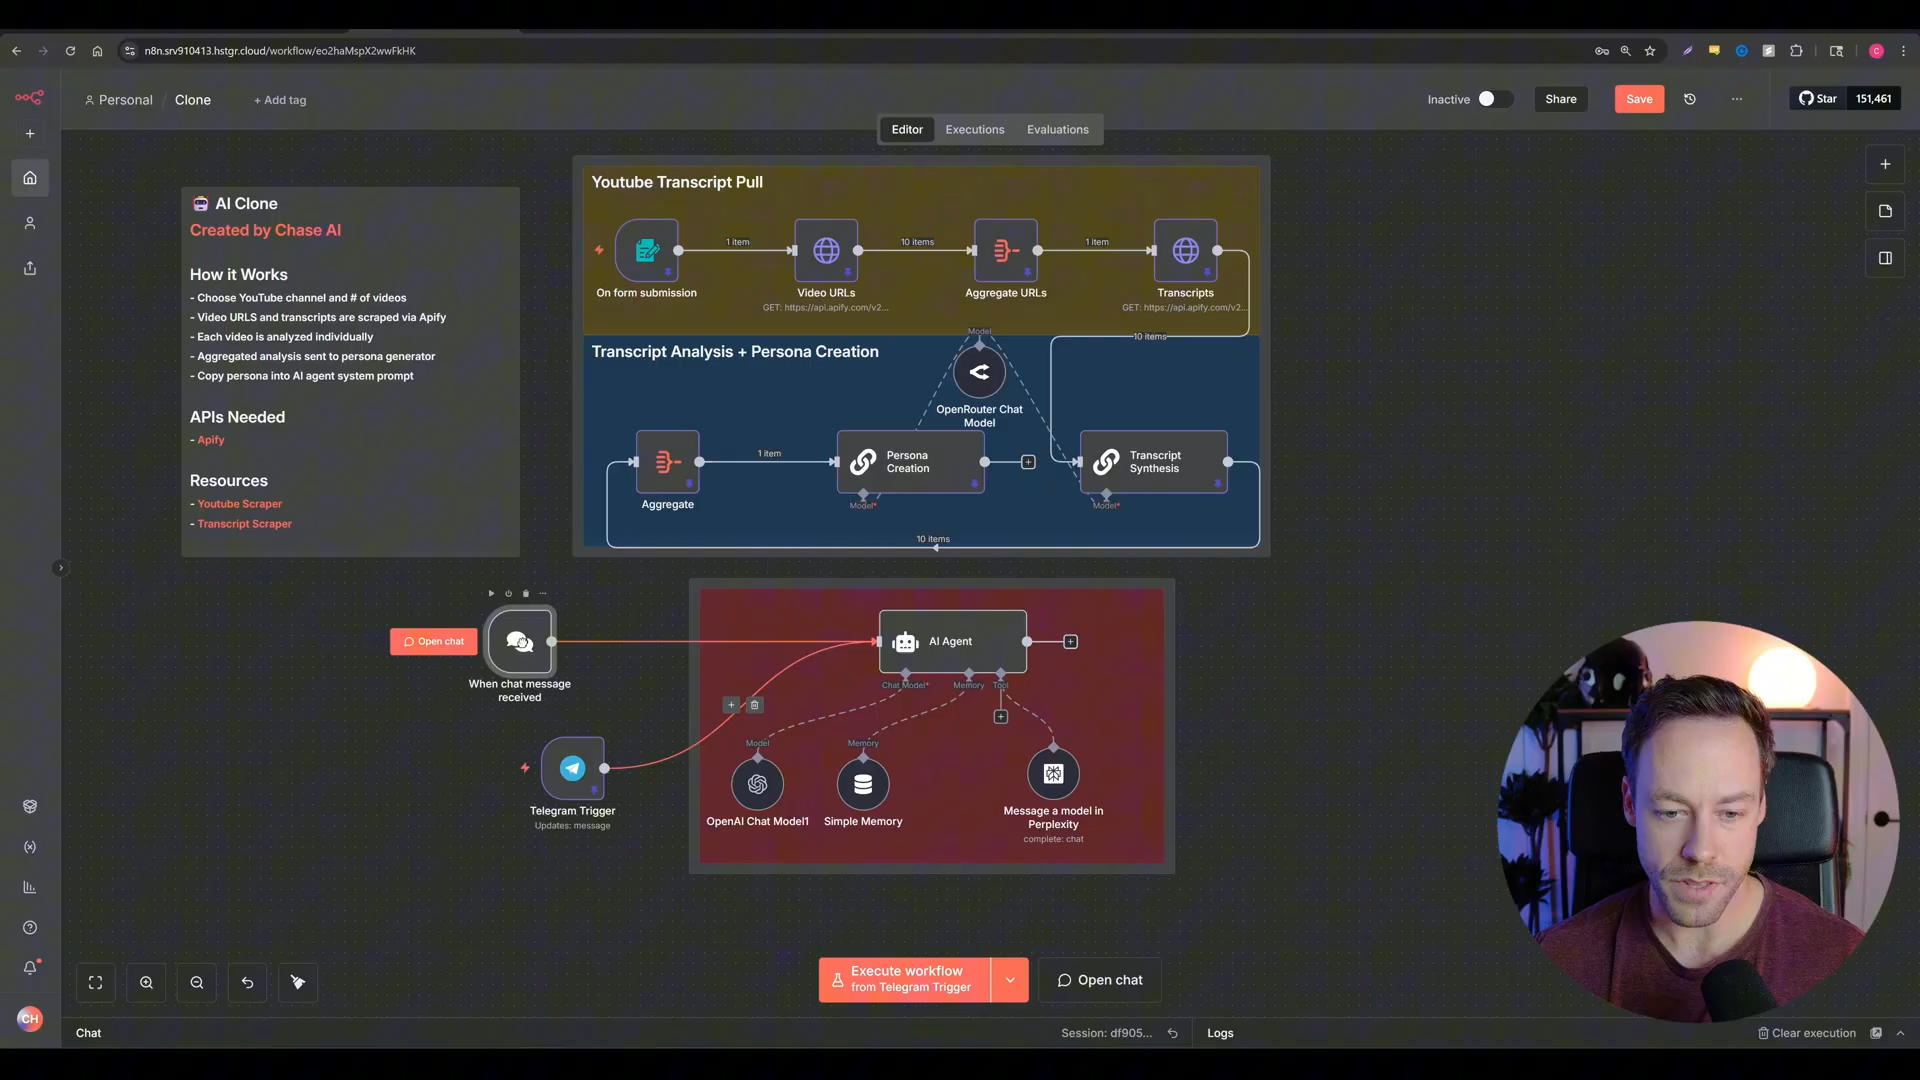 n8n.srv910413.hstgr.cloud/workflow/eo2haMspX2wwFkHK
Personal / Clone + Add tag
Inactive
Share
Save
Star 151,461
Editor Executions Evaluations
AI Clone
Created by Chase AI
How it Works
- Choose YouTube channel and # of videos
- Video URLS and transcripts are scraped via Apify
- Each video is analyzed individually
- Aggregated analysis sent to persona generator
- Copy persona into AI agent system prompt
APIs Needed
- Apify
Resources
- Youtube Scraper
- Transcript Scraper
Youtube Transcript Pull
1 item
10 items
1 item
On form submission
Video URLs
GET: https://api.apify.com/v2...
Aggregate URLs
Transcripts
GET: https://api.apify.com/v2...
10 items
Transcript Analysis + Persona Creation
Model
OpenRouter Chat
Model
Aggregate
1 item
Persona
Creation
Model*
Transcript
Synthesis
Model*
10 items
Open chat
When chat message
received
Telegram Trigger
Updates: message
AI Agent
Chat Model*
Memory
Tool
Model
OpenAI Chat Model1
Memory
Simple Memory
Message a model in
Perplexity
complete: chat
Execute workflow
from Telegram Trigger
Open chat
CH
Chat
Session: df905...
Logs
Clear execution
C